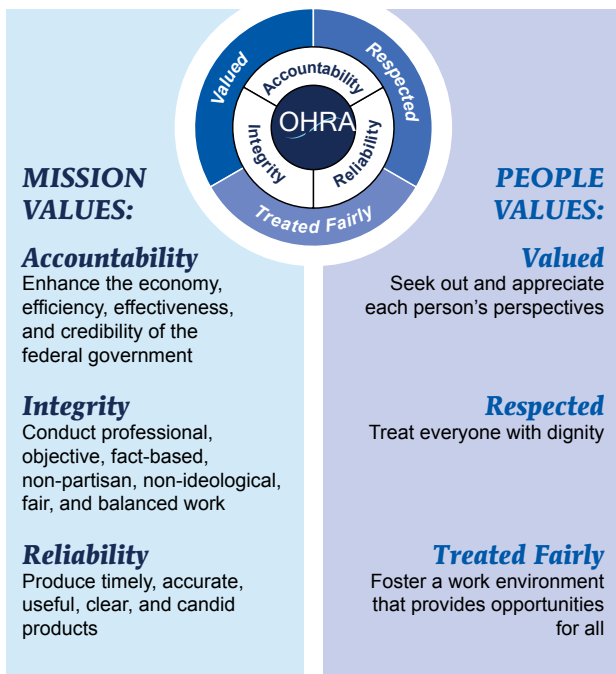 Valued
Respected
Treated Fairly
Accountability
Integrity
Reliability
OHRA
MISSION
VALUES:
Accountability
Enhance the economy,
efficiency, effectiveness,
and credibility of the
federal government
Integrity
Conduct professional,
objective, fact-based,
non-partisan, non-ideological,
fair, and balanced work
Reliability
Produce timely, accurate,
useful, clear, and candid
products
PEOPLE
VALUES:
Valued
Seek out and appreciate
each person’s perspectives
Respected
Treat everyone with dignity
Treated Fairly
Foster a work environment
that provides opportunities
for all